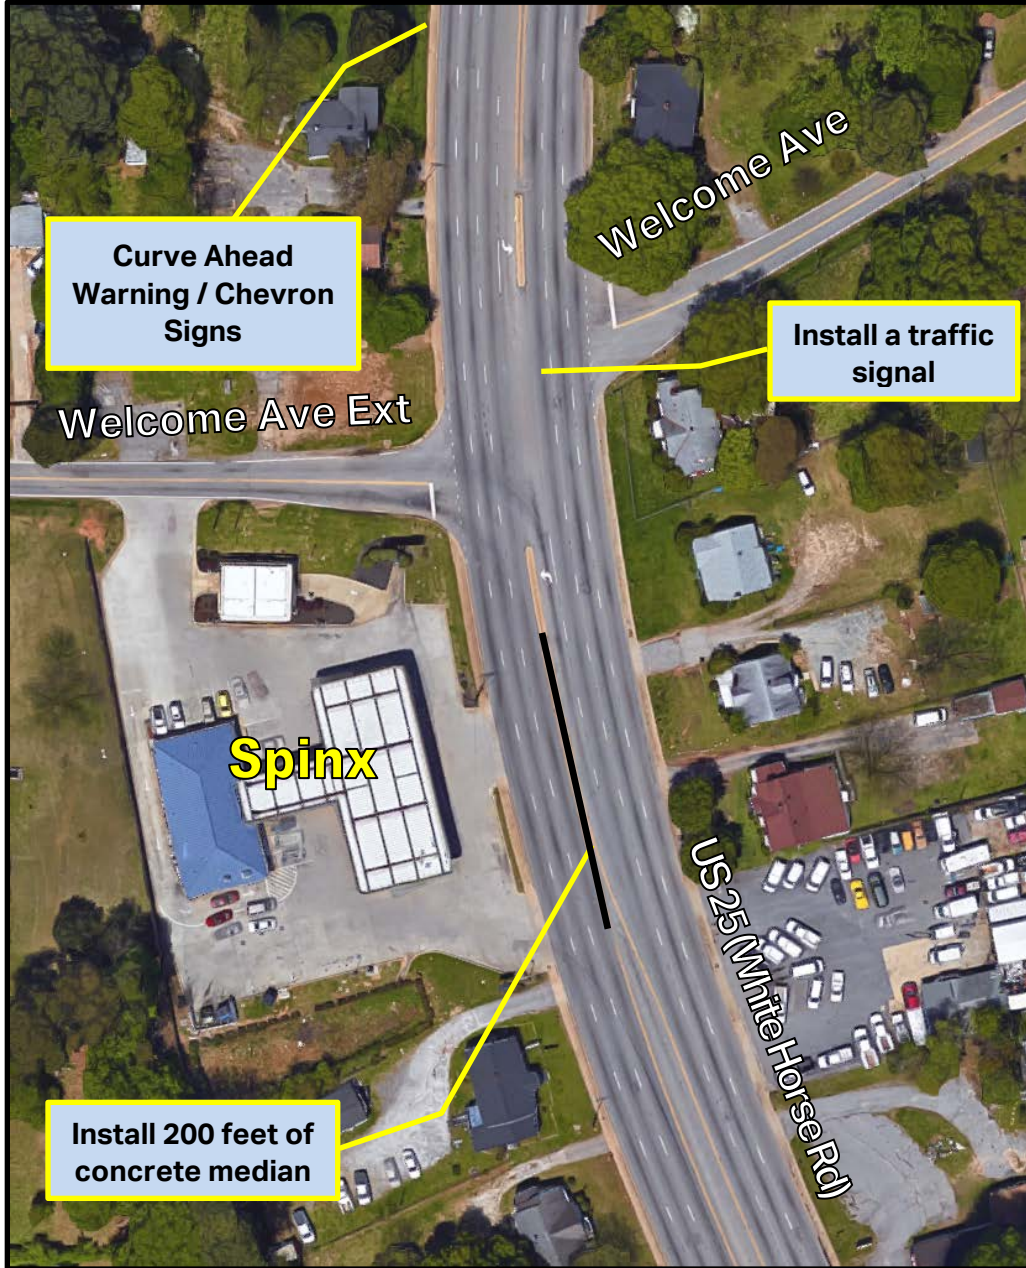 Welcome Ave
Curve Ahead
Warning / Chevron
Signs
Install a traffic
signal
Welcome Ave Ext
Spinx
US 25 (White Horse Rd)
Install 200 feet of
concrete median